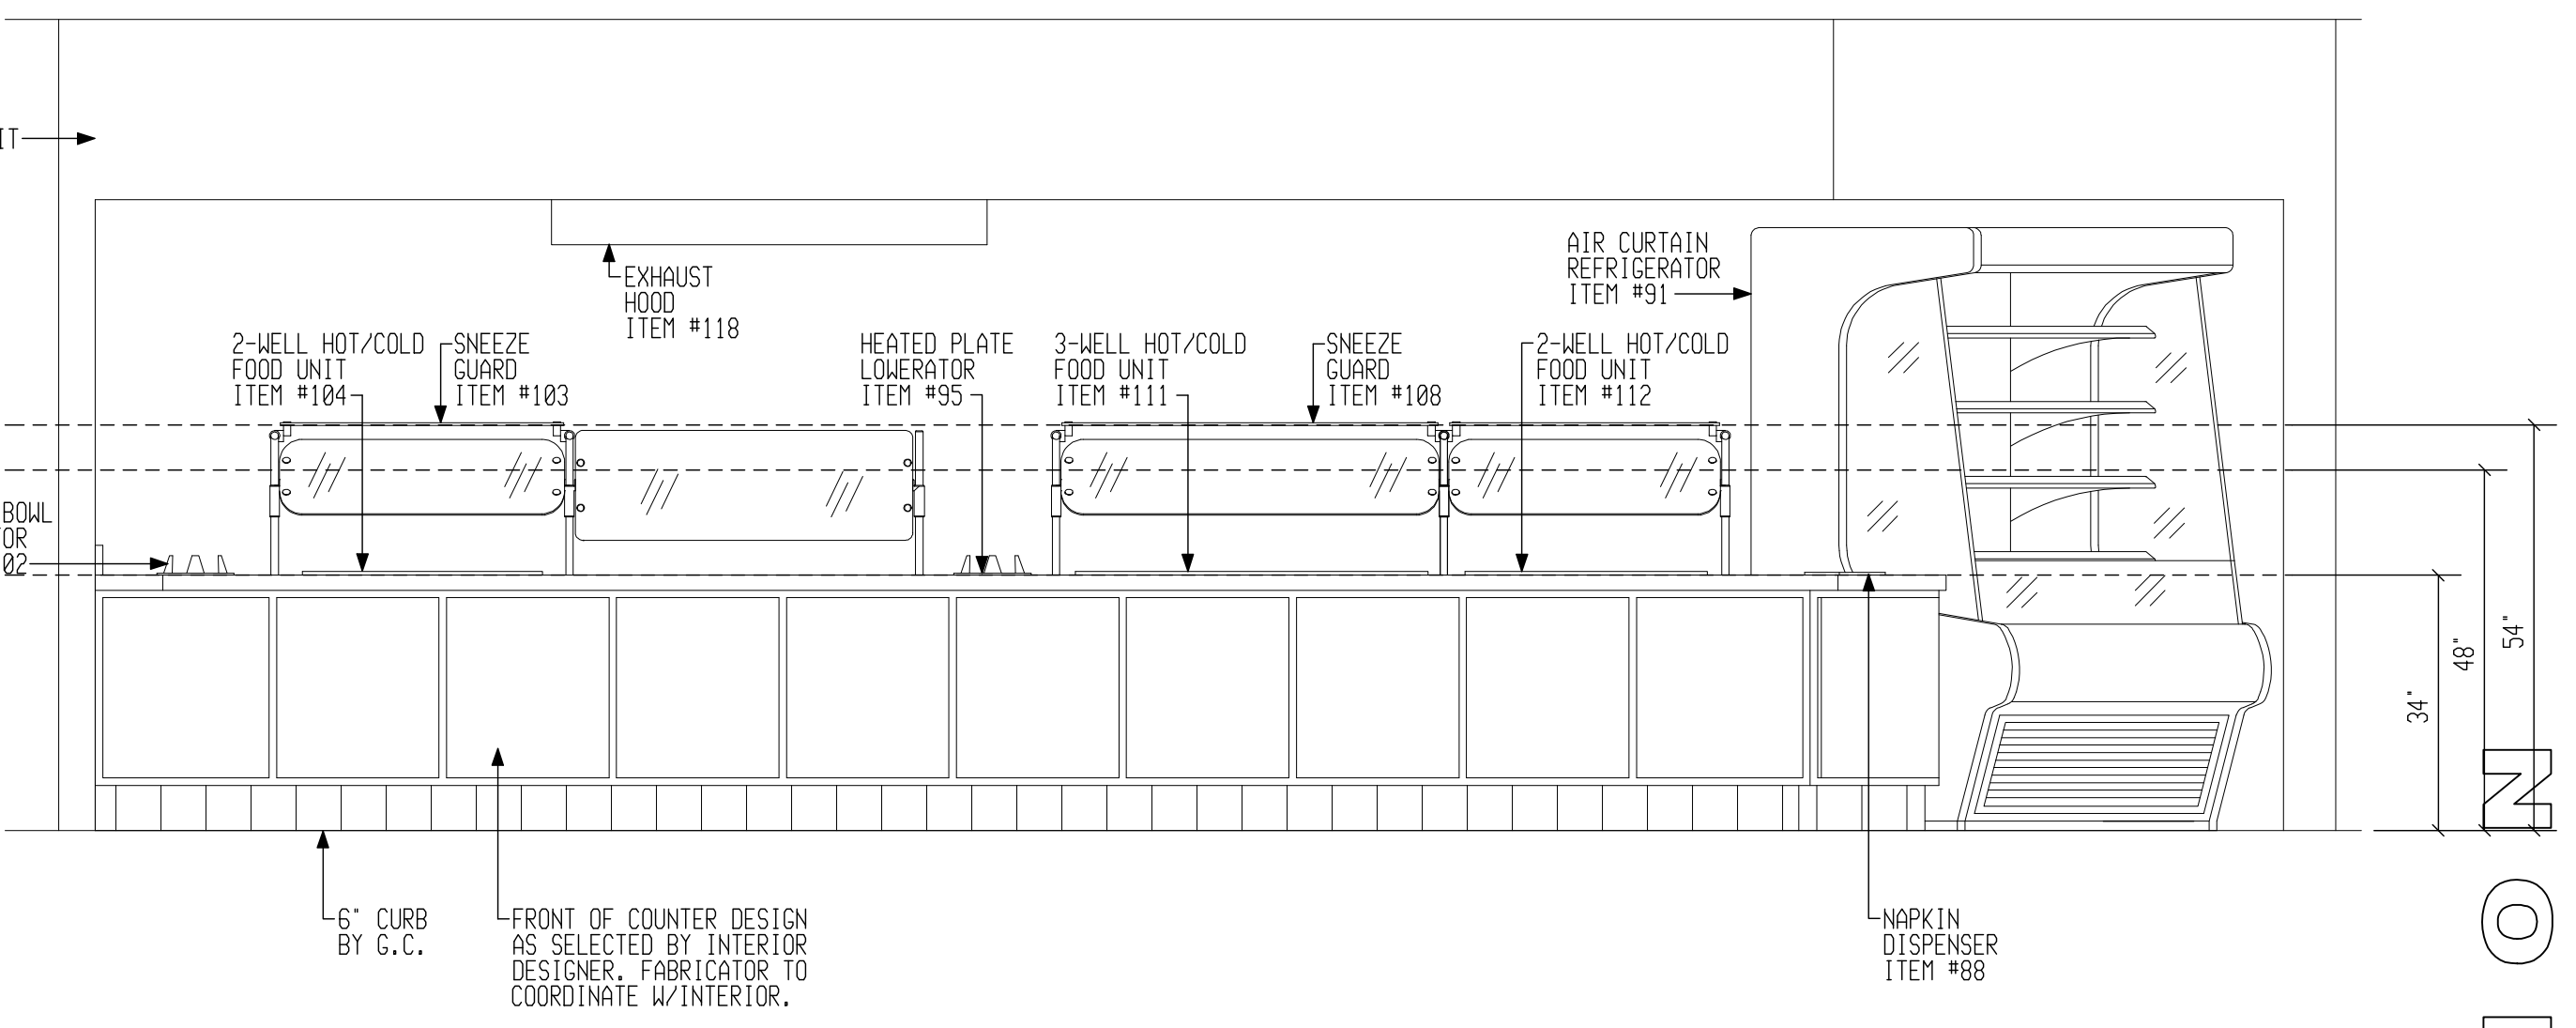 IT
AIR CURTAIN
REFRIGERATOR
ITEM #91
EXHAUST
HOOD
ITEM #118
2-WELL HOT/COLD
FOOD UNIT
ITEM #104
SNEEZE
GUARD
ITEM #103
HEATED PLATE
LOWERATOR
ITEM #95
3-WELL HOT/COLD
FOOD UNIT
ITEM #111
SNEEZE
GUARD
ITEM #108
2-WELL HOT/COLD
FOOD UNIT
ITEM #112
BOWL
OR
02
34"
48"
54"
6" CURB
BY G.C.
FRONT OF COUNTER DESIGN
AS SELECTED BY INTERIOR
DESIGNER. FABRICATOR TO
COORDINATE W/INTERIOR.
NAPKIN
DISPENSER
ITEM #88
O N